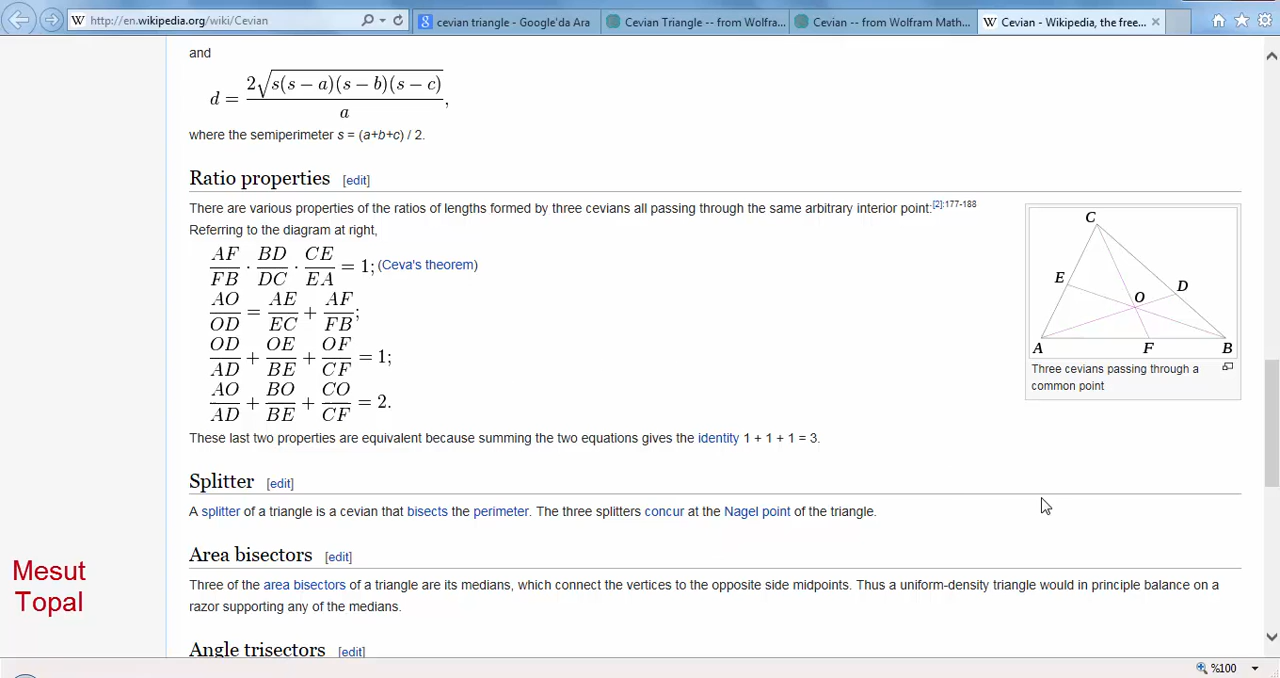 http://en.wikipedia.org/wiki/Cevian
cevian triangle - Google'da Ara
Cevian Triangle -- from Wolfra...
Cevian -- from Wolfram Math...
W Cevian - Wikipedia, the free...
and
d = 2√s(s − a)(s − b)(s − c) / a,
where the semiperimeter s = (a+b+c) / 2.
Ratio properties [edit]
There are various properties of the ratios of lengths formed by three cevians all passing through the same arbitrary interior point:[2]:177-188
Referring to the diagram at right,
AF/FB · BD/DC · CE/EA = 1; (Ceva's theorem)
AO/OD = AE/EC + AF/FB;
OD/AD + OE/BE + OF/CF = 1;
AO/AD + BO/BE + CO/CF = 2.
These last two properties are equivalent because summing the two equations gives the identity 1 + 1 + 1 = 3.
C
E
O
D
A
F
B
Three cevians passing through a
common point
Splitter [edit]
A splitter of a triangle is a cevian that bisects the perimeter. The three splitters concur at the Nagel point of the triangle.
Area bisectors [edit]
Three of the area bisectors of a triangle are its medians, which connect the vertices to the opposite side midpoints. Thus a uniform-density triangle would in principle balance on a
razor supporting any of the medians.
Angle trisectors [edit]
Mesut
Topal
%100